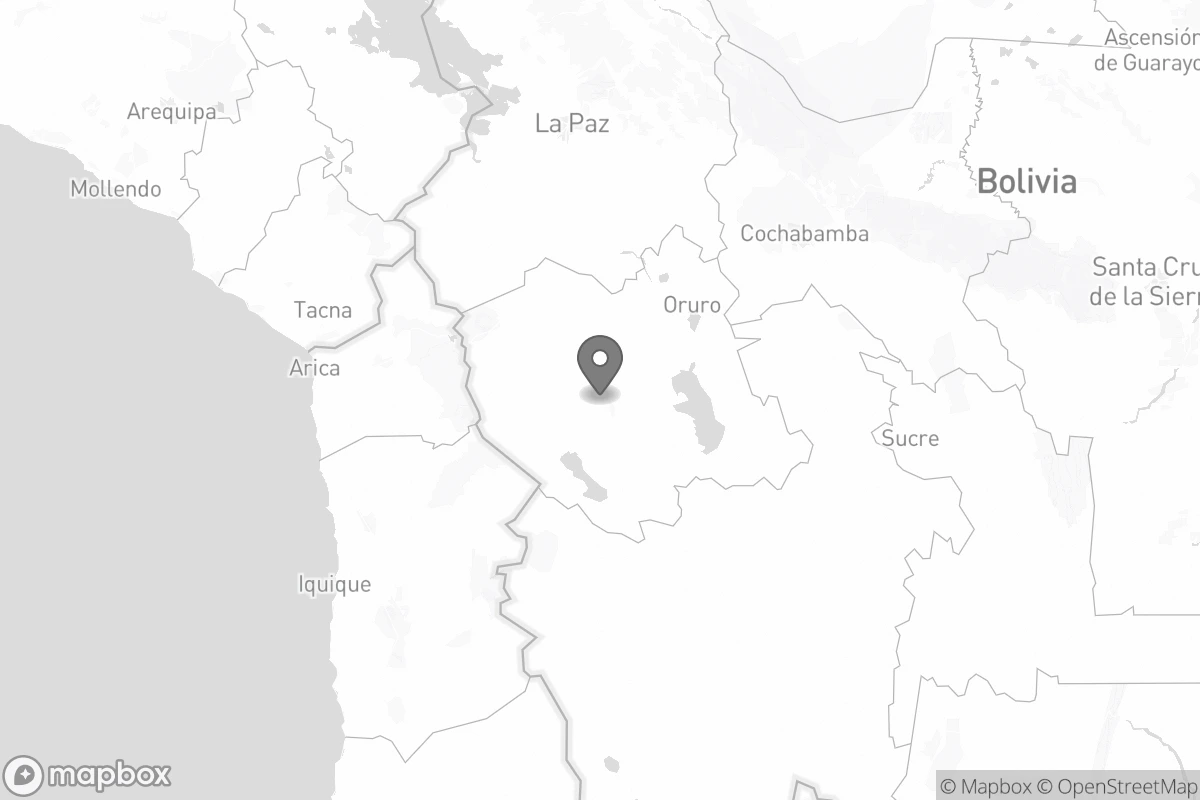 Ascensión
de Guarayo
Arequipa
La Paz
Mollendo
Bolivia
Cochabamba
Santa Cru
de la Sierr
Oruro
Tacna
Arica
Sucre
Iquique
mapbox
© Mapbox © OpenStreetMap